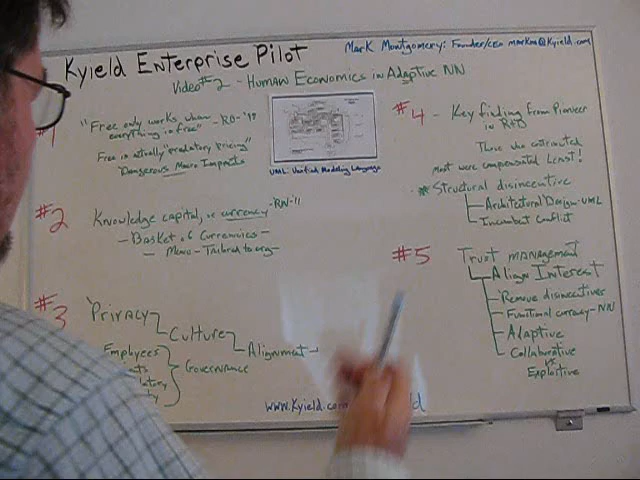 Kyield Enterprise Pilot
Mark Montgomery: Founder/CEO markm@kyield.com
Video #2 - Human Economics in Adaptive NN
#1
"Free only works when
everything is free" - RD-'97
Free is actually "predatory pricing"
Dangerous Macro Impacts
UML Unified Modeling Language
#2
Knowledge capital, or currency - RN-'11
- Basket of Currencies -
- Memo - Tailored to org -
#3
Privacy
Culture
Alignment
Employees
Governance
#4 - Key finding from Pioneer
in R+D
Those who contributed
most were compensated least!
* Structural disincentive
Architectural Design - UML
Incumbent Conflict
#5 Trust management
Align Interest
Remove disincentives
Functional currency - NN
Adaptive
Collaborative
vs
Exploitive
www.Kyield.com